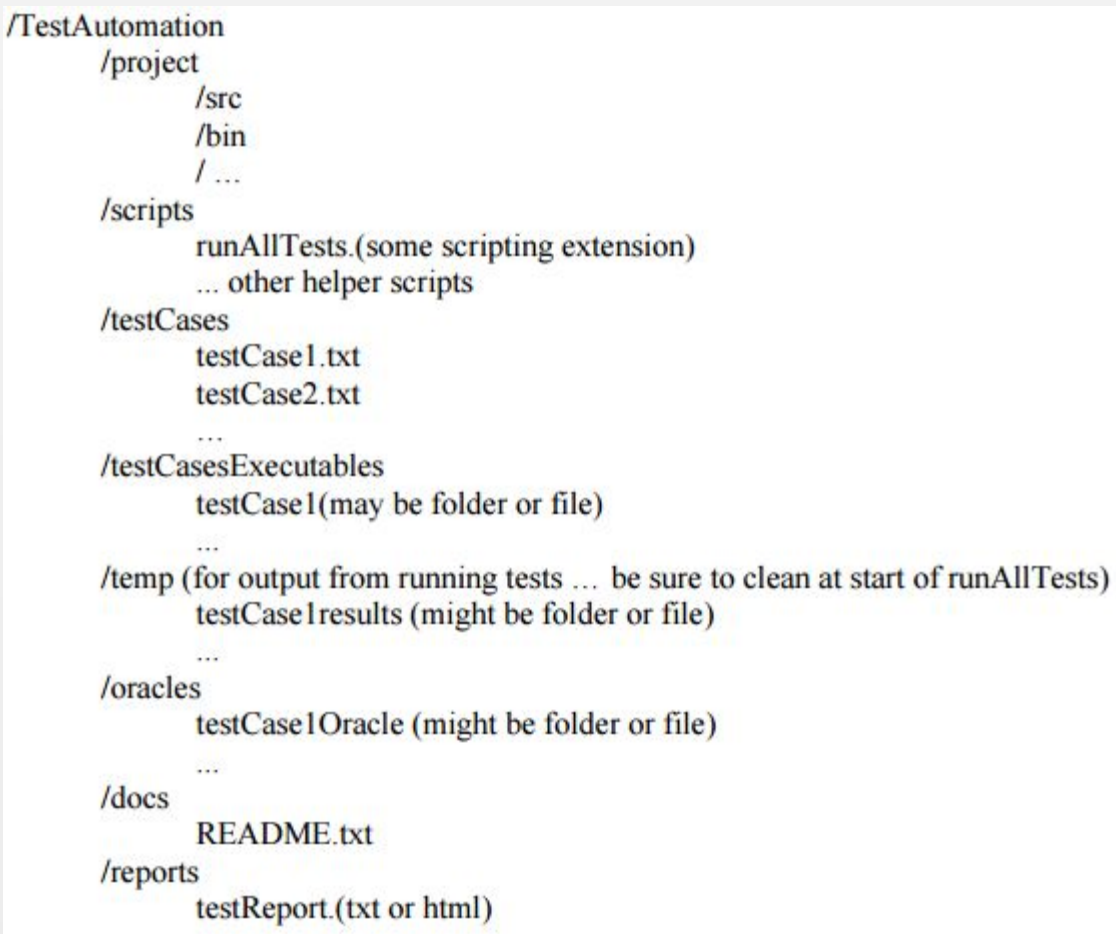 /TestAutomation
/project
/src
/bin
/ ...
/scripts
runAllTests.(some scripting extension)
... other helper scripts
/testCases
testCase1.txt
testCase2.txt
...
/testCasesExecutables
testCase1(may be folder or file)
...
/temp (for output from running tests ... be sure to clean at start of runAllTests)
testCase1results (might be folder or file)
...
/oracles
testCase1Oracle (might be folder or file)
...
/docs
README.txt
/reports
testReport.(txt or html)